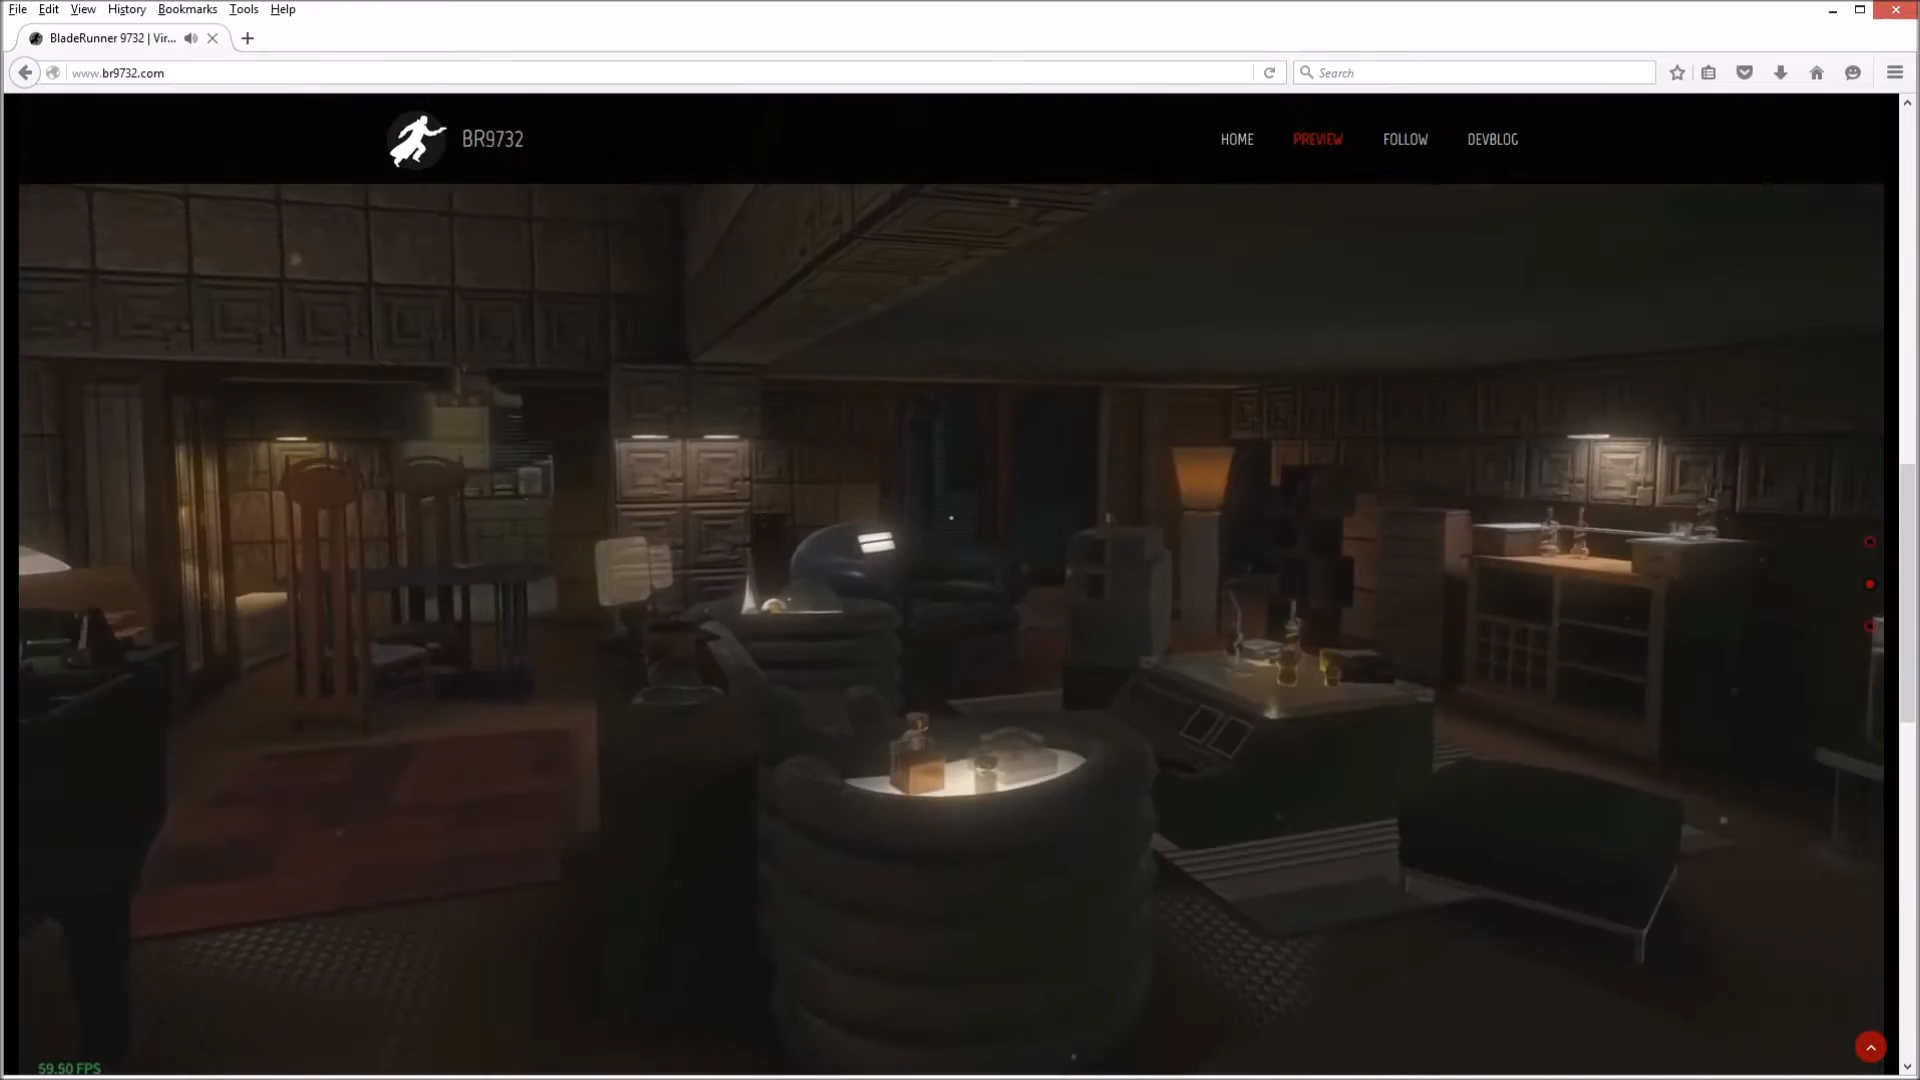 File Edit View History Bookmarks Tools Help
BladeRunner 9732 | Vir...
www.br9732.com
Search
BR9732
HOME PREVIEW FOLLOW DEVBLOG
59.50 FPS